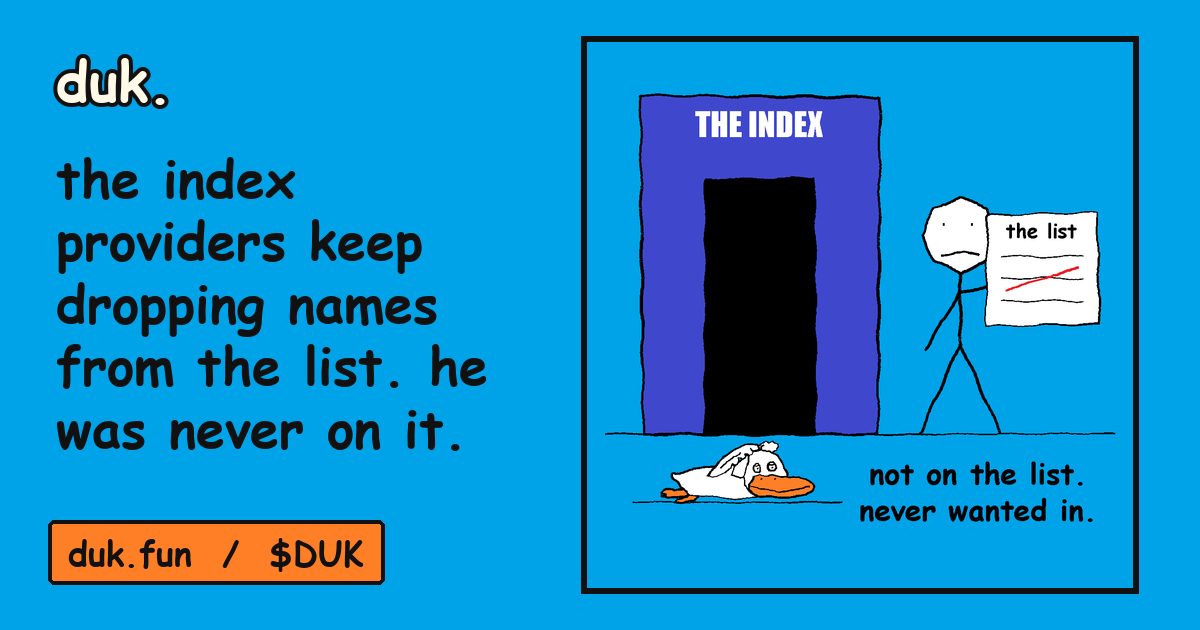 duk.
the index
providers keep
dropping names
from the list. he
was never on it.
duk.fun / $DUK
THE INDEX
the list
not on the list.
never wanted in.